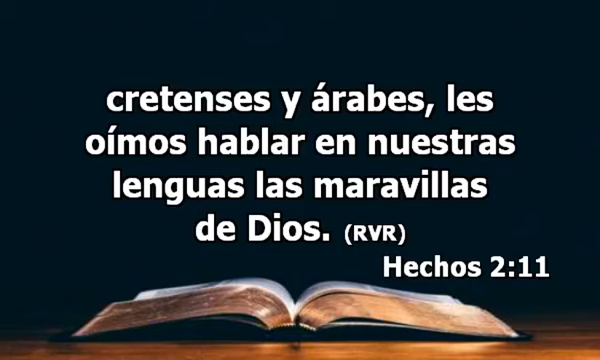 cretenses y árabes, les
oímos hablar en nuestras
lenguas las maravillas
de Dios. (RVR)
Hechos 2:11